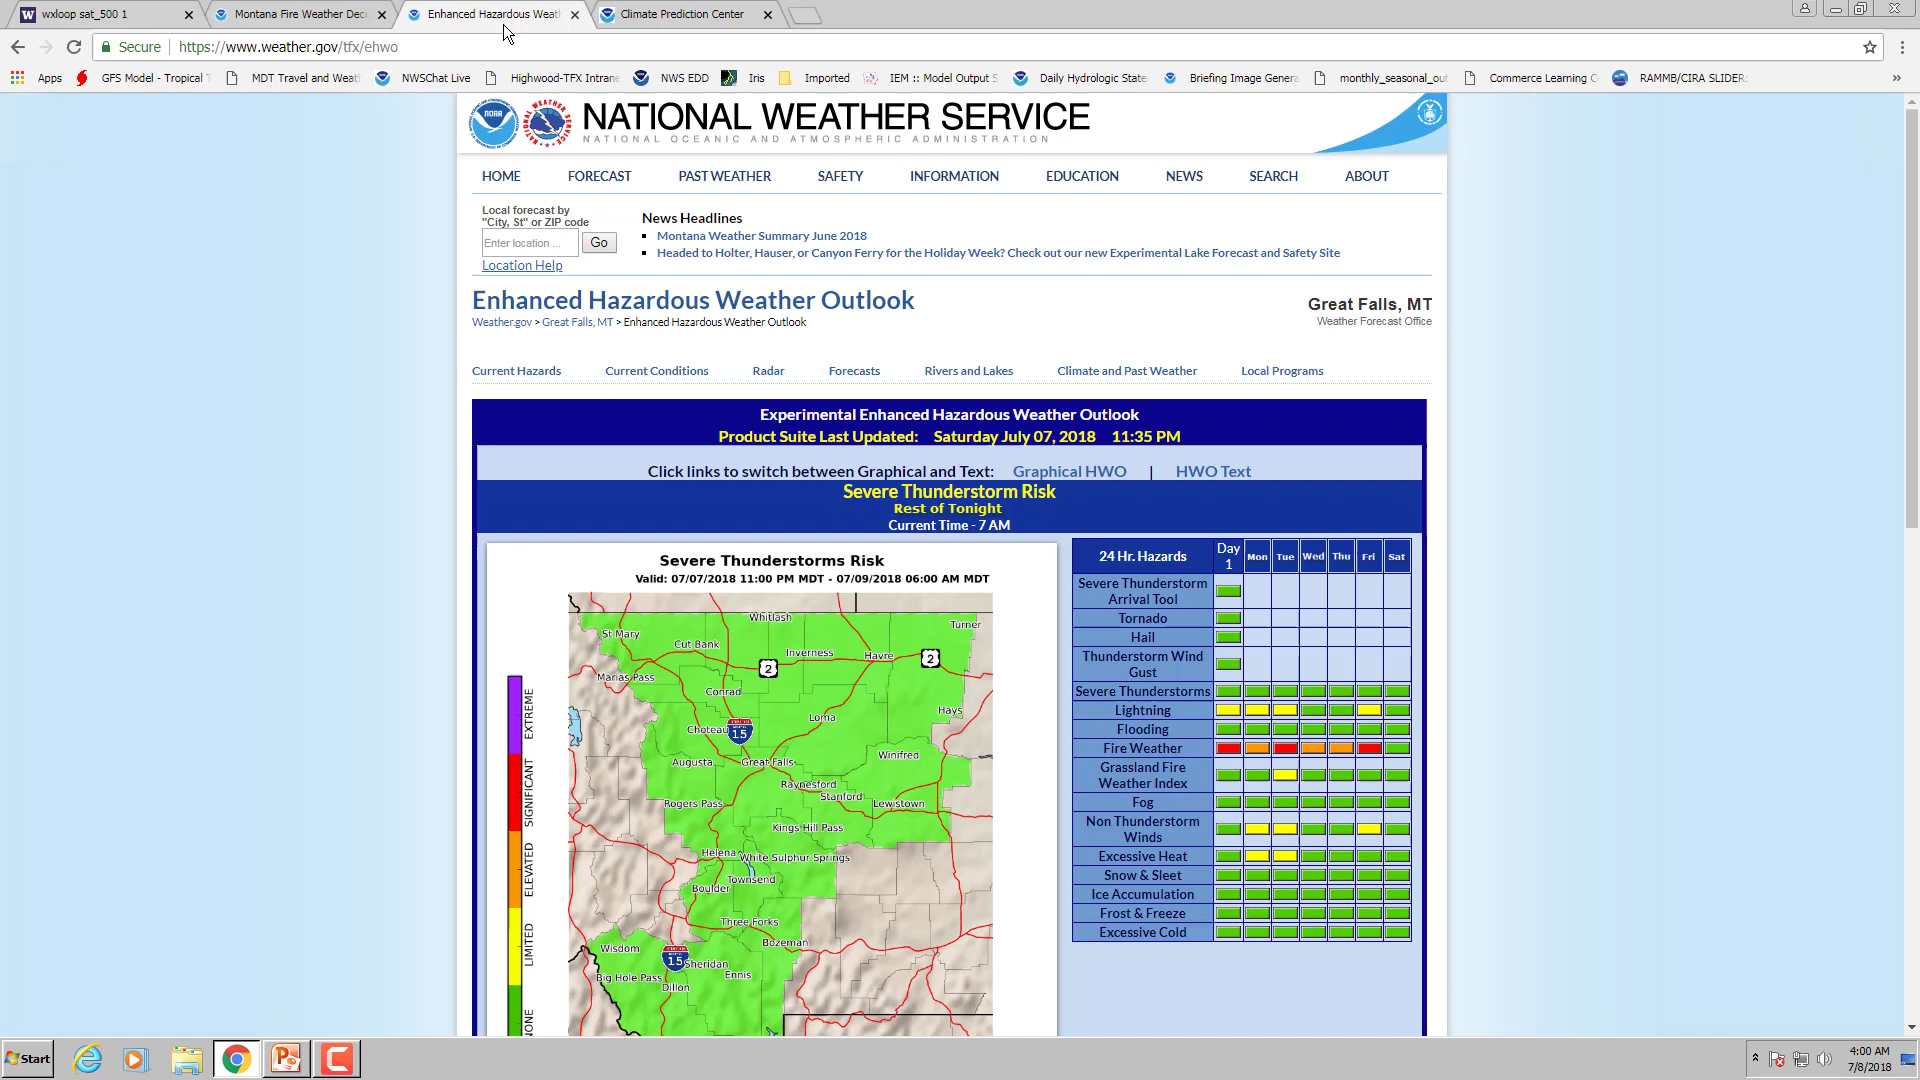 wxloop sat_500 1
Montana Fire Weather Dec
Enhanced Hazardous Weat
Climate Prediction Center
Secure | https://www.weather.gov/tfx/ehwo
Apps
GFS Model - Tropical T
MDT Travel and Weat
NWSChat Live
Highwood-TFX Intrane
NWS EDD
Iris
Imported
IEM :: Model Output S
Daily Hydrologic State
Briefing Image Genera
monthly_seasonal_out
Commerce Learning C
RAMMB/CIRA SLIDER:
»
NOAA
NATIONAL WEATHER SERVICE
NATIONAL OCEANIC AND ATMOSPHERIC ADMINISTRATION
HOME FORECAST PAST WEATHER SAFETY INFORMATION EDUCATION NEWS SEARCH ABOUT
Local forecast by
"City, St" or ZIP code
Enter location ...
Go
Location Help
News Headlines
Montana Weather Summary June 2018
Headed to Holter, Hauser, or Canyon Ferry for the Holiday Week? Check out our new Experimental Lake Forecast and Safety Site
Enhanced Hazardous Weather Outlook
Weather.gov > Great Falls, MT > Enhanced Hazardous Weather Outlook
Great Falls, MT
Weather Forecast Office
Current Hazards Current Conditions Radar Forecasts Rivers and Lakes Climate and Past Weather Local Programs
Experimental Enhanced Hazardous Weather Outlook
Product Suite Last Updated: Saturday July 07, 2018 11:35 PM
Click links to switch between Graphical and Text: Graphical HWO | HWO Text
Severe Thunderstorm Risk
Rest of Tonight
Current Time - 7 AM
Severe Thunderstorms Risk
Valid: 07/07/2018 11:00 PM MDT - 07/09/2018 06:00 AM MDT
EXTREME
SIGNIFICANT
ELEVATED
LIMITED
NONE
Whitlash
Turner
St Mary
Cut Bank
Inverness
Havre
2
2
Marias Pass
Conrad
Hays
Loma
Choteau
15
Winifred
Augusta
Great Falls
Raynesford
Stanford
Rogers Pass
Lewistown
Kings Hill Pass
Helena
White Sulphur Springs
Townsend
Boulder
Three Forks
Bozeman
Wisdom
15
Sheridan
Big Hole Pass
Ennis
Dillon
24 Hr. Hazards Day 1 Mon Tue Wed Thu Fri Sat
Severe Thunderstorm
Arrival Tool
Tornado
Hail
Thunderstorm Wind
Gust
Severe Thunderstorms
Lightning
Flooding
Fire Weather
Grassland Fire
Weather Index
Fog
Non Thunderstorm
Winds
Excessive Heat
Snow & Sleet
Ice Accumulation
Frost & Freeze
Excessive Cold
Start
4:00 AM
7/8/2018